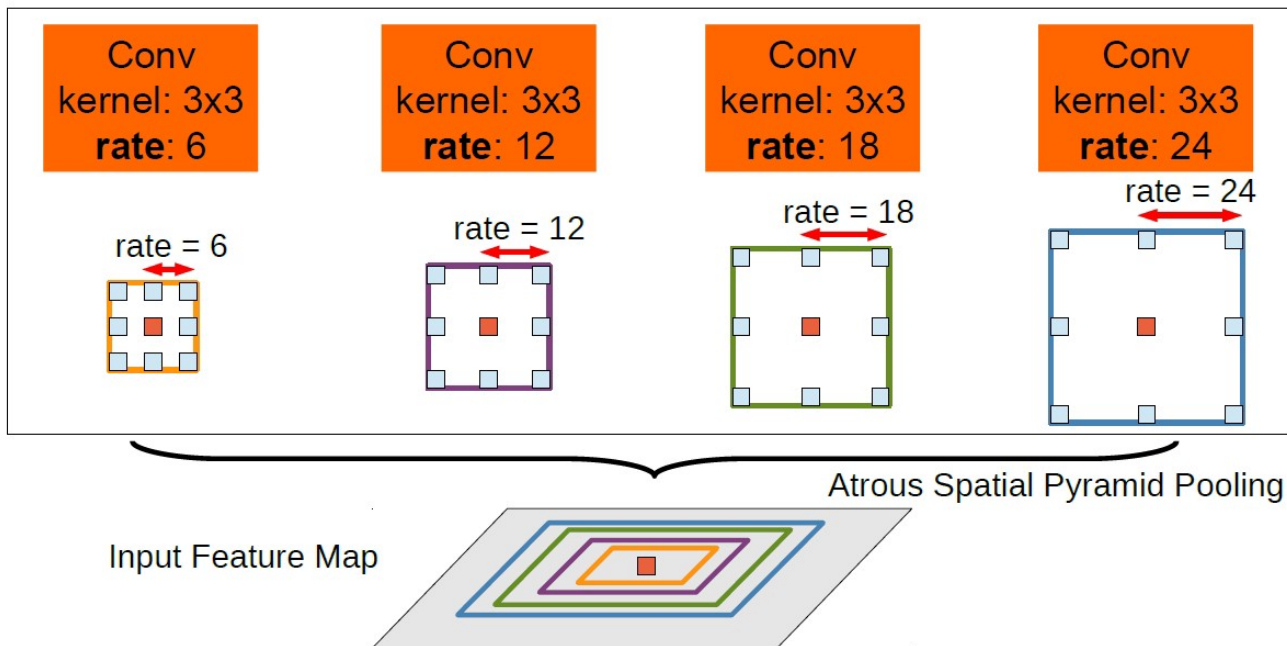 Conv
kernel: 3x3
rate: 6
Conv
kernel: 3x3
rate: 12
Conv
kernel: 3x3
rate: 18
Conv
kernel: 3x3
rate: 24
rate = 6
rate = 12
rate = 18
rate = 24
Atrous Spatial Pyramid Pooling
Input Feature Map